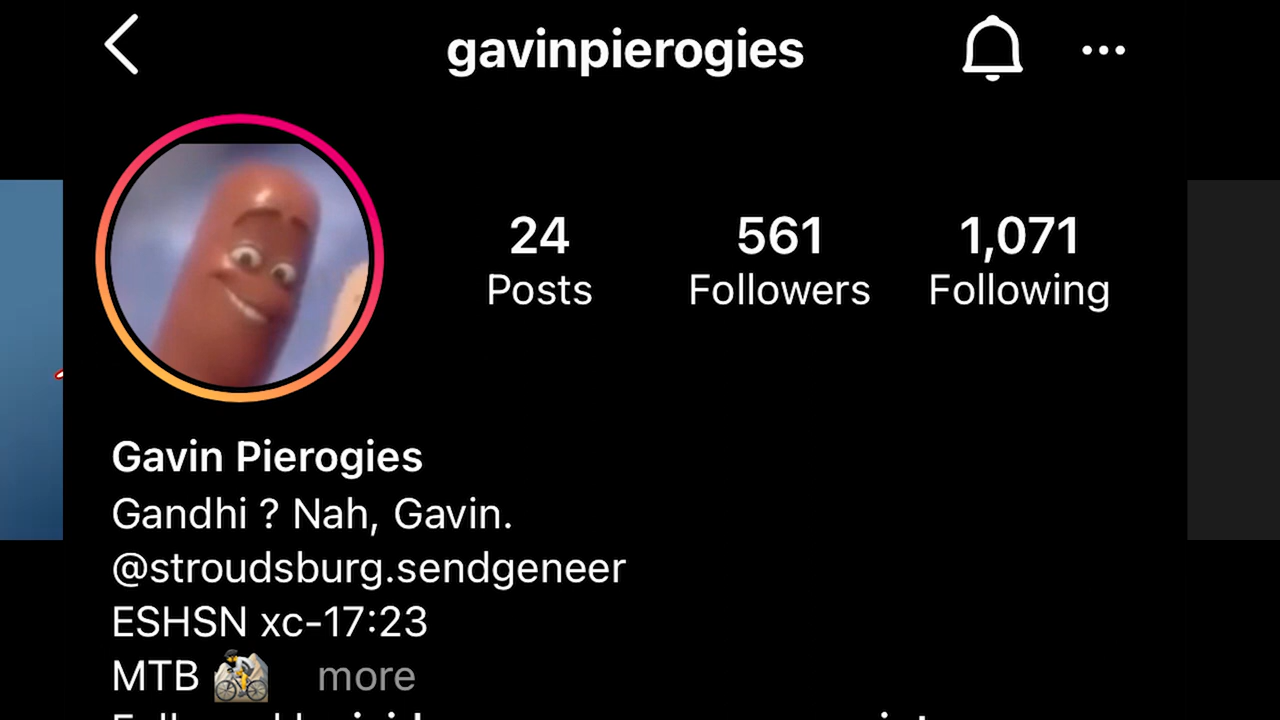 gavinpierogies
24 561 1,071
Posts Followers Following
Gavin Pierogies
Gandhi ? Nah, Gavin.
@stroudsburg.sendgeneer
ESHSN xc-17:23
MTB 🚵 more